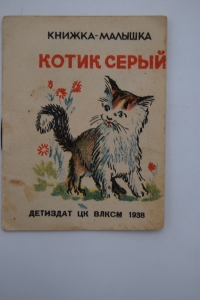 КНИЖКА-МАЛЫШКА
КОТИК СЕРЫЙ
ДЕТИЗДАТ ЦК ВЛКСМ 1938